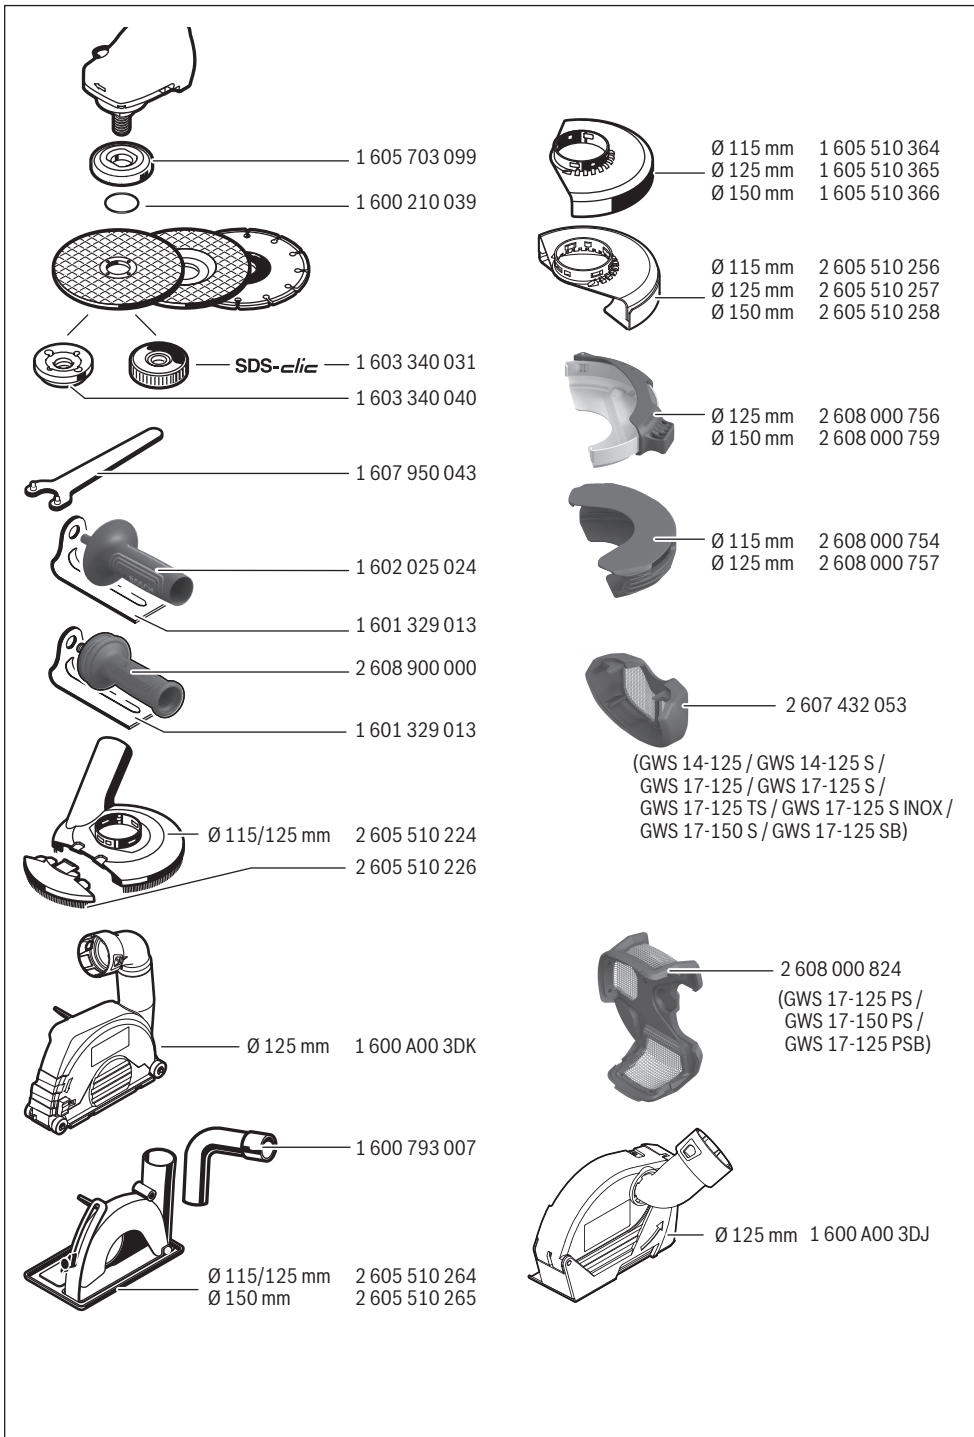 1 605 703 099
1 600 210 039
SDS-clic 1 603 340 031
1 603 340 040
1 607 950 043
BOSCH
1 602 025 024
1 601 329 013
2 608 900 000
1 601 329 013
Ø 115/125 mm 2 605 510 224
2 605 510 226
Ø 125 mm 1 600 A00 3DK
1 600 793 007
Ø 115/125 mm 2 605 510 264
Ø 150 mm 2 605 510 265
Ø 115 mm 1 605 510 364
Ø 125 mm 1 605 510 365
Ø 150 mm 1 605 510 366
Ø 115 mm 2 605 510 256
Ø 125 mm 2 605 510 257
Ø 150 mm 2 605 510 258
Ø 125 mm 2 608 000 756
Ø 150 mm 2 608 000 759
Ø 115 mm 2 608 000 754
Ø 125 mm 2 608 000 757
2 607 432 053
(GWS 14-125 / GWS 14-125 S /
GWS 17-125 / GWS 17-125 S /
GWS 17-125 TS / GWS 17-125 S INOX /
GWS 17-150 S / GWS 17-125 SB)
2 608 000 824
(GWS 17-125 PS /
GWS 17-150 PS /
GWS 17-125 PSB)
Ø 125 mm 1 600 A00 3DJ